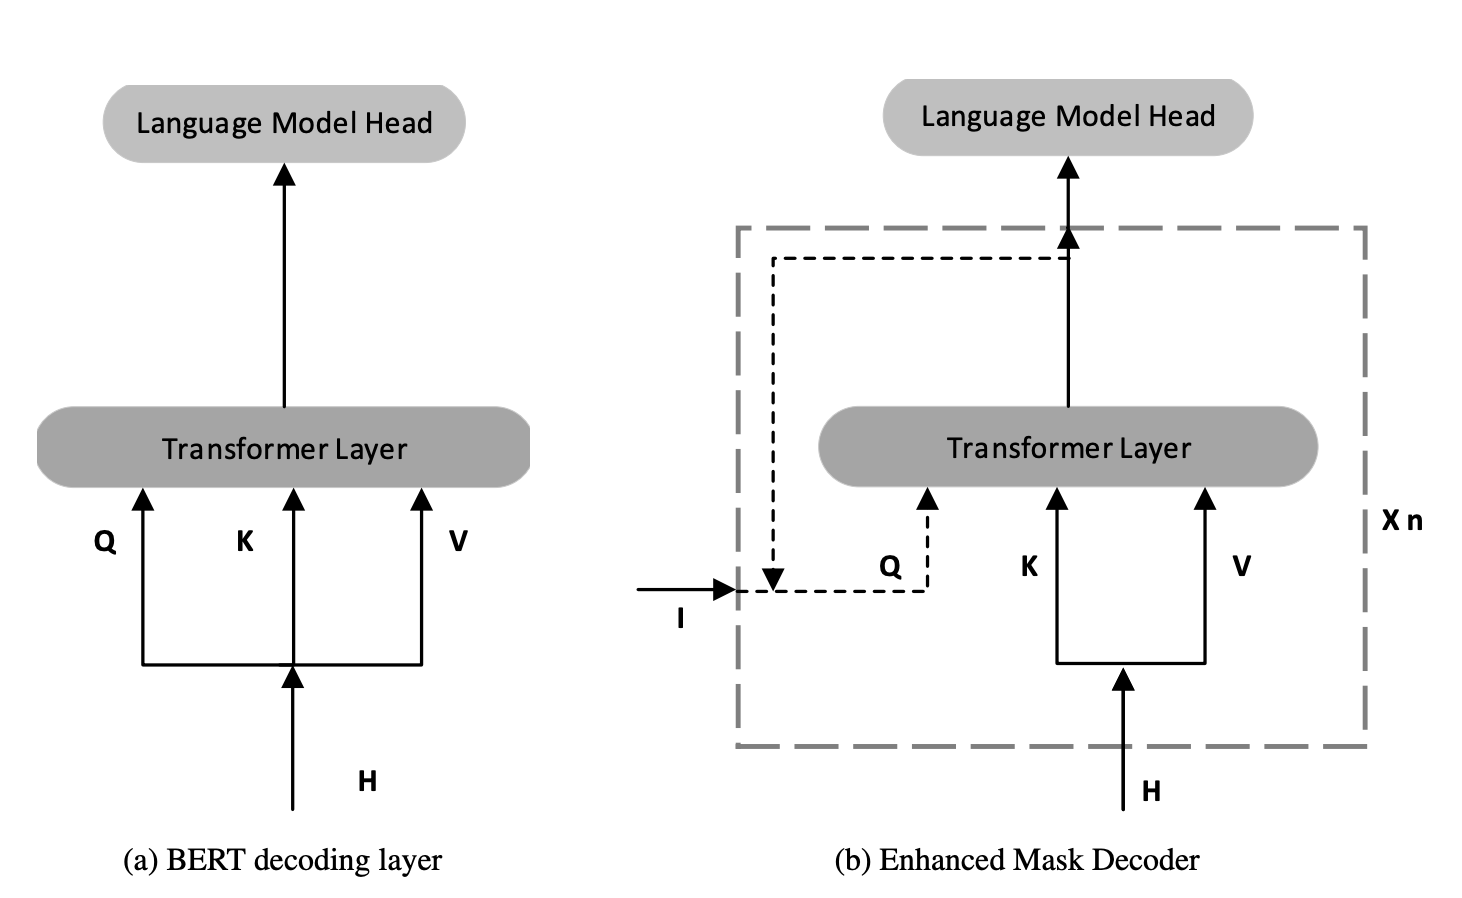 Language Model Head
Transformer Layer
Q
K
V
H
(a) BERT decoding layer
Language Model Head
Transformer Layer
Q
K
V
X n
I
H
(b) Enhanced Mask Decoder